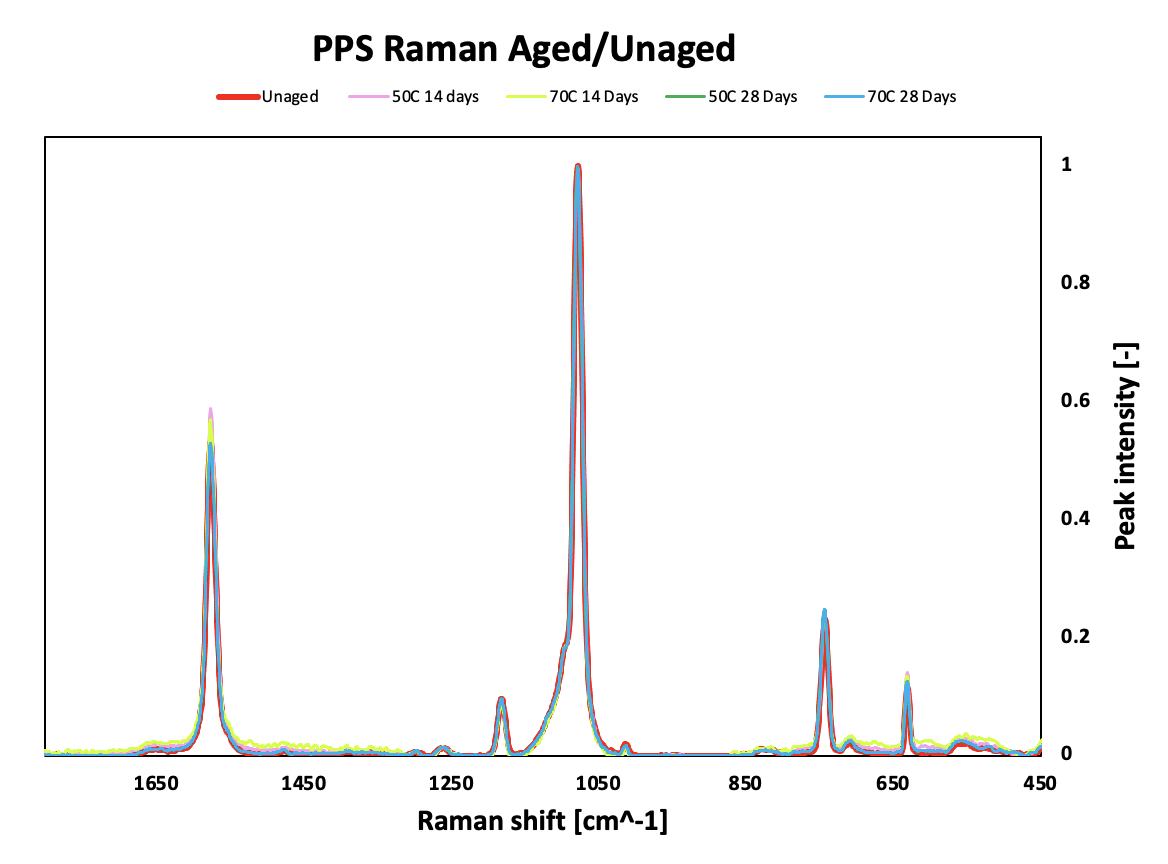 PPS Raman Aged/Unaged
Unaged 50C 14 days 70C 14 Days 50C 28 Days 70C 28 Days
1
0.8
0.6
0.4
0.2
0
Peak intensity [-]
1650 1450 1250 1050 850 650 450
Raman shift [cm^-1]